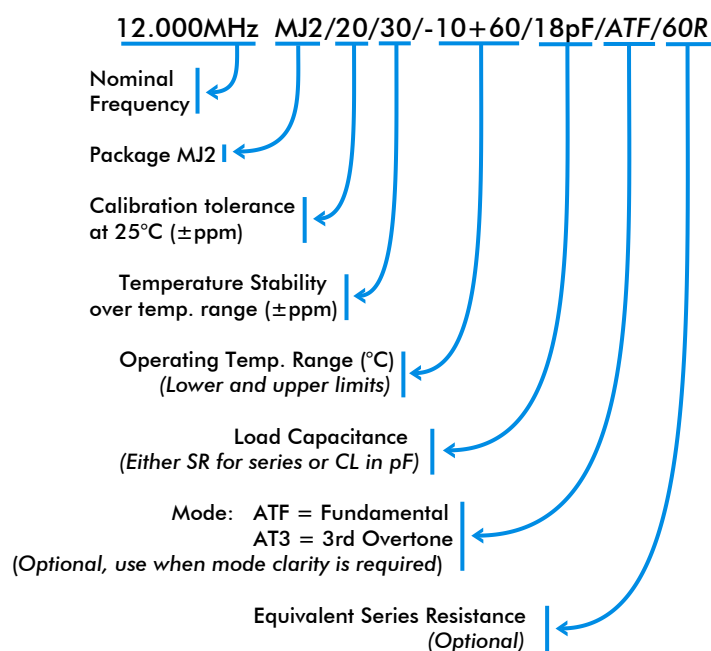 12.000MHz MJ2/20/30/-10+60/18pF/ATF/60R
Nominal
Frequency
Package MJ2
Calibration tolerance
at 25°C (±ppm)
Temperature Stability
over temp. range (±ppm)
Operating Temp. Range (°C)
(Lower and upper limits)
Load Capacitance
(Either SR for series or CL in pF)
Mode: ATF = Fundamental
AT3 = 3rd Overtone
(Optional, use when mode clarity is required)
Equivalent Series Resistance
(Optional)